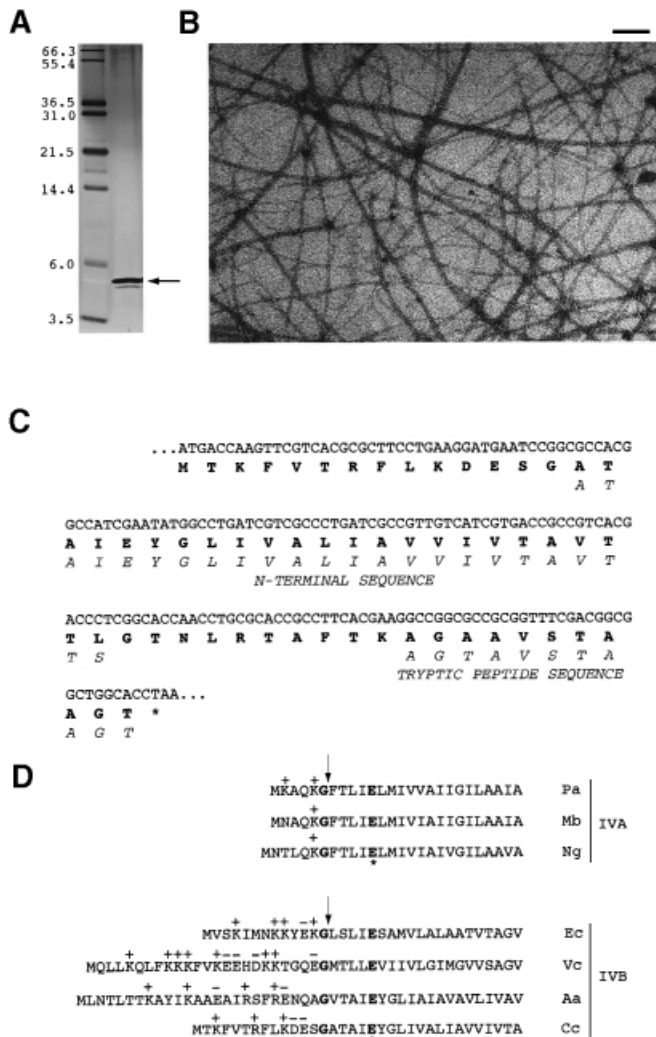 A
66.3
55.4
36.5
31.0
21.5
14.4
6.0
3.5
B
C
...ATGACCAAGTTCGTCACGCGCTTCCTGAAGGATGAATCCGGCGCCACG
M T K F V T R F L K D E S G A T
A T
GCCATCGAATATGGCCTGATCGTCGCCCTGATCGCCGTTGTCATCGTGACCGCCGTCACG
A I E Y G L I V A L I A V V I V T A V T
A I E Y G L I V A L I A V V I V T A V T
N-TERMINAL SEQUENCE
ACCCTCGGCACCAACCTGCGCACCGCCTTCACGAAGGCCGGCGCCGCGGTTTCGACGGCG
T L G T N L R T A F T K A G A A V S T A
T S A G T A V S T A
TRYPTIC PEPTIDE SEQUENCE
GCTGGCACCTAA...
A G T *
A G T
D
+ +
MKAQKGFTLIELMIVVAIIGILAAIA Pa
+
MNAQKGFTLIELMIVIAIIGILAAIA Mb IVA
+
MNTLQKGFTLIELMIVIAIVGILAAVA Ng
*
+ ++ -+
MVSKIMNKKYEKGLSLIESAMVLALAATVTAGV Ec
+ +++ +-- -++ -
MQLLKQLFKKKFVKEEHDKKTGQEGMTLLEVIIVLGIMGVVSAGV Vc IVB
+ + - + +-
MLNTLTTKAYIKAAEAIRSFRENQAGVTAIEYGLIAIAVAVLIVAV Aa
+ + +--
MTKFVTRFLKDESGATAIEYGLIVALIAVVIVTA Cc